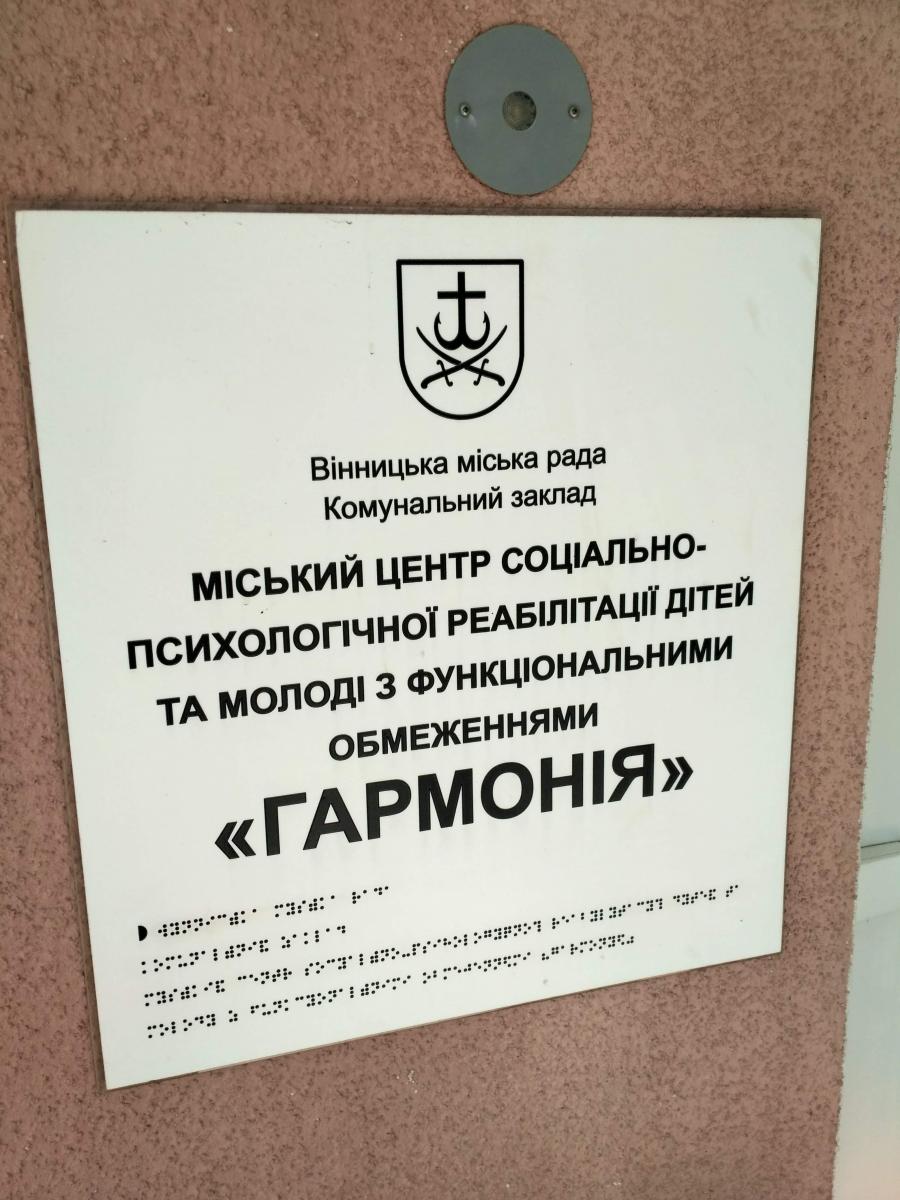 Вінницька міська рада
Комунальний заклад
МІСЬКИЙ ЦЕНТР СОЦІАЛЬНО-
ПСИХОЛОГІЧНОЇ РЕАБІЛІТАЦІЇ ДІТЕЙ
ТА МОЛОДІ З ФУНКЦІОНАЛЬНИМИ
ОБМЕЖЕННЯМИ
«ГАРМОНІЯ»